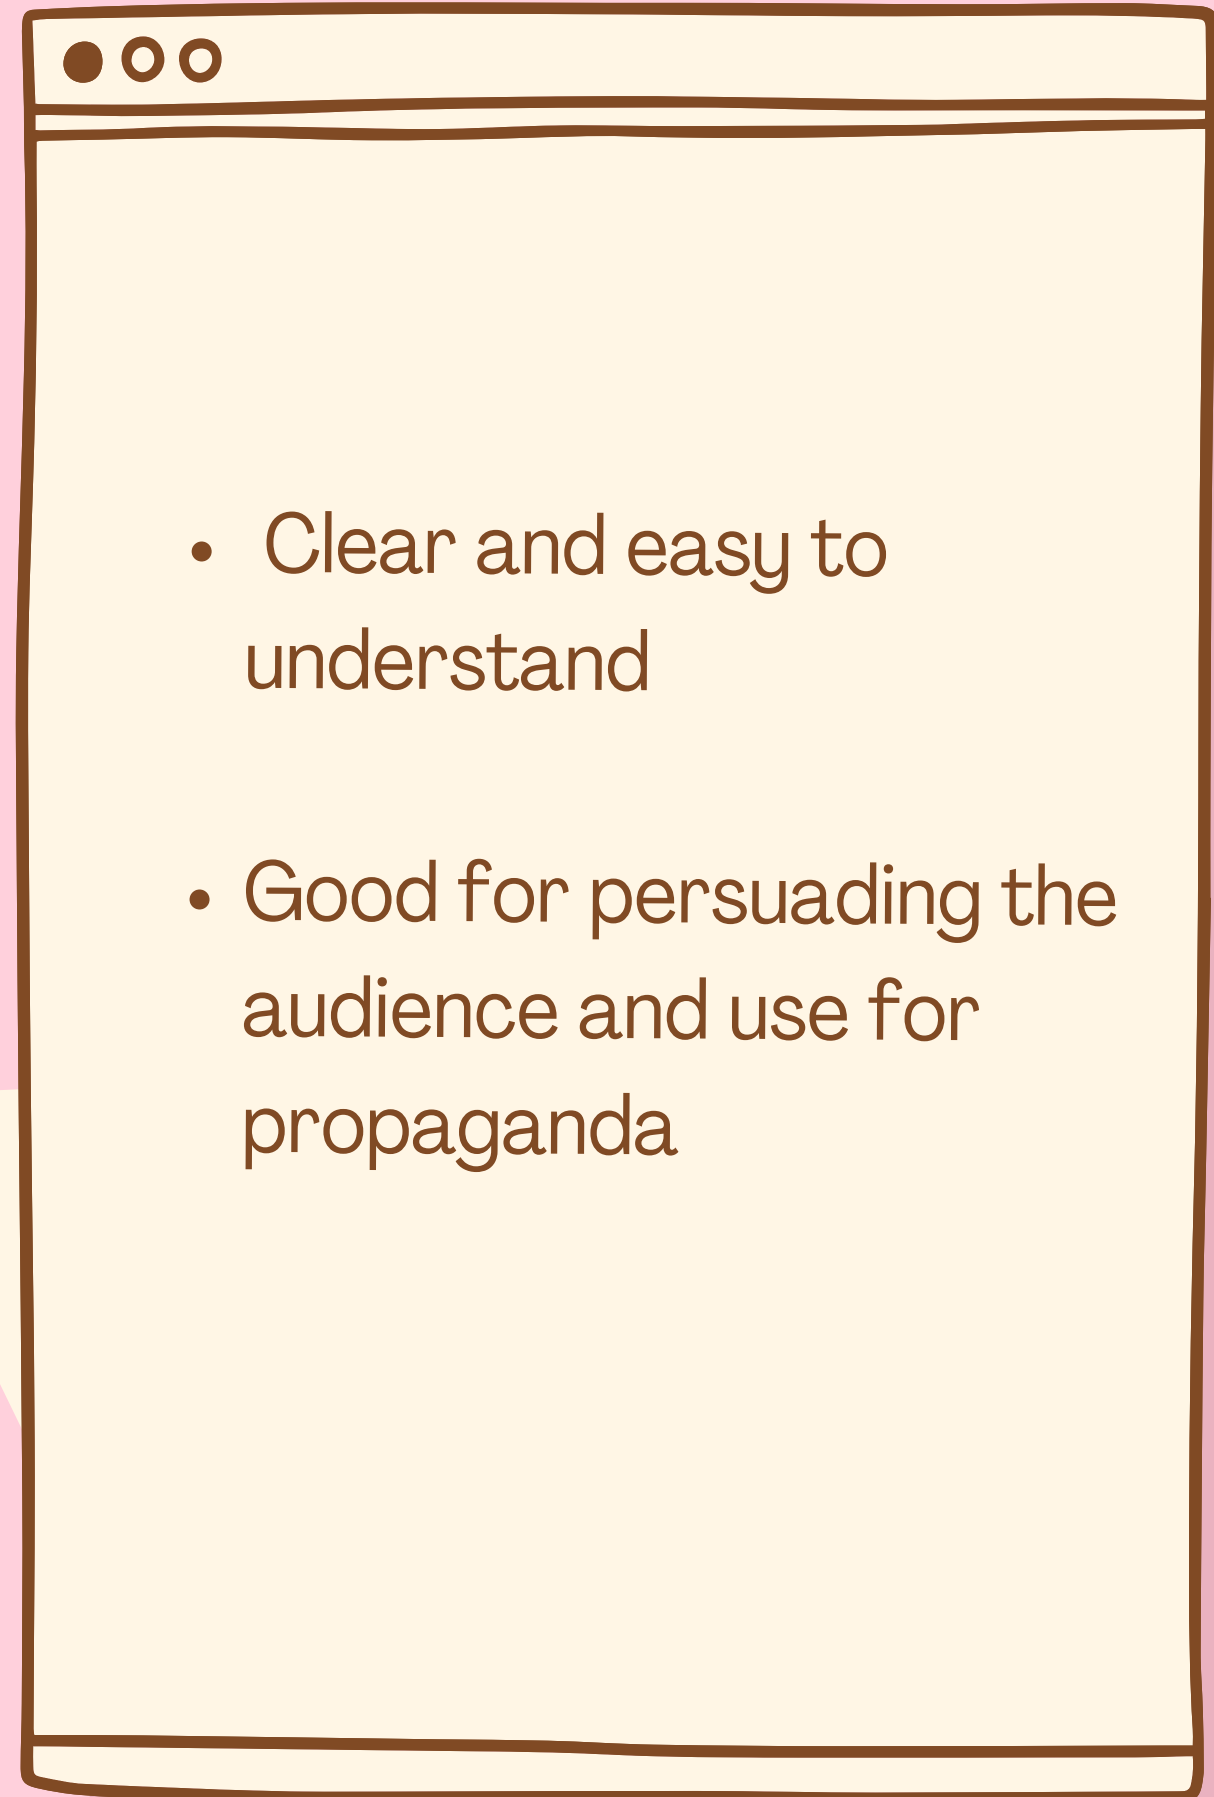 • Clear and easy to
understand
• Good for persuading the
audience and use for
propaganda